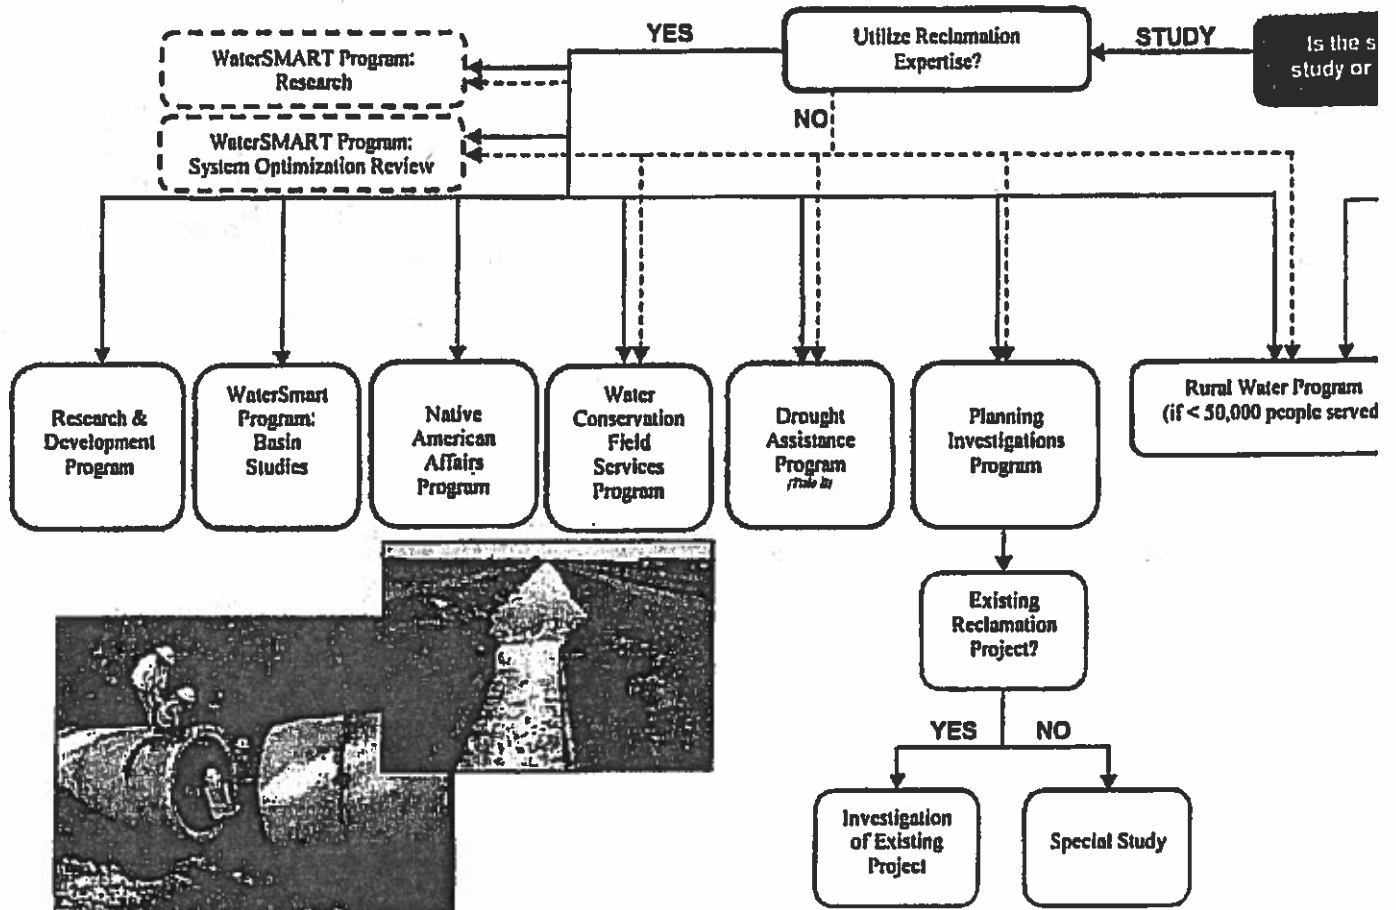 YES
Utilize Reclamation
Expertise?
STUDY
Is the s
study or
WaterSMART Program:
Research
NO
WaterSMART Program:
System Optimization Review
Research &
Development
Program
WaterSmart
Program:
Basin
Studies
Native
American
Affairs
Program
Water
Conservation
Field
Services
Program
Drought
Assistance
Program
Planning
Investigations
Program
Rural Water Program
(if < 50,000 people served
Existing
Reclamation
Project?
YES
NO
Investigation
of Existing
Project
Special Study